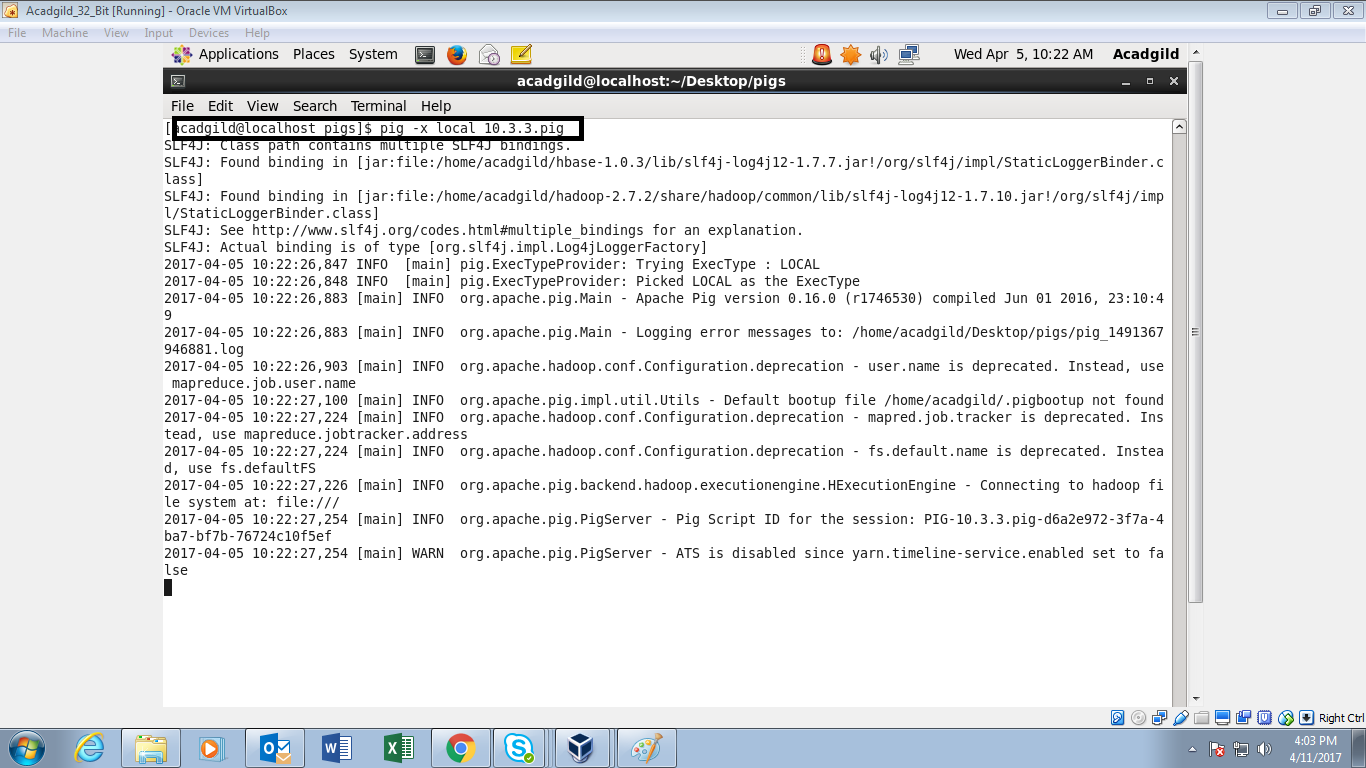 Acadgild_32_Bit [Running] - Oracle VM VirtualBox
File Machine View Input Devices Help
Applications Places System Wed Apr 5, 10:22 AM Acadgild
acadgild@localhost:~/Desktop/pigs
File Edit View Search Terminal Help
[acadgild@localhost pigs]$ pig -x local 10.3.3.pig
SLF4J: Class path contains multiple SLF4J bindings.
SLF4J: Found binding in [jar:file:/home/acadgild/hbase-1.0.3/lib/slf4j-log4j12-1.7.7.jar!/org/slf4j/impl/StaticLoggerBinder.c
lass]
SLF4J: Found binding in [jar:file:/home/acadgild/hadoop-2.7.2/share/hadoop/common/lib/slf4j-log4j12-1.7.10.jar!/org/slf4j/imp
l/StaticLoggerBinder.class]
SLF4J: See http://www.slf4j.org/codes.html#multiple_bindings for an explanation.
SLF4J: Actual binding is of type [org.slf4j.impl.Log4jLoggerFactory]
2017-04-05 10:22:26,847 INFO  [main] pig.ExecTypeProvider: Trying ExecType : LOCAL
2017-04-05 10:22:26,848 INFO  [main] pig.ExecTypeProvider: Picked LOCAL as the ExecType
2017-04-05 10:22:26,883 [main] INFO  org.apache.pig.Main - Apache Pig version 0.16.0 (r1746530) compiled Jun 01 2016, 23:10:4
9
2017-04-05 10:22:26,883 [main] INFO  org.apache.pig.Main - Logging error messages to: /home/acadgild/Desktop/pigs/pig_1491367
946881.log
2017-04-05 10:22:26,903 [main] INFO  org.apache.hadoop.conf.Configuration.deprecation - user.name is deprecated. Instead, use
 mapreduce.job.user.name
2017-04-05 10:22:27,100 [main] INFO  org.apache.pig.impl.util.Utils - Default bootup file /home/acadgild/.pigbootup not found
2017-04-05 10:22:27,224 [main] INFO  org.apache.hadoop.conf.Configuration.deprecation - mapred.job.tracker is deprecated. Ins
tead, use mapreduce.jobtracker.address
2017-04-05 10:22:27,224 [main] INFO  org.apache.hadoop.conf.Configuration.deprecation - fs.default.name is deprecated. Instea
d, use fs.defaultFS
2017-04-05 10:22:27,226 [main] INFO  org.apache.pig.backend.hadoop.executionengine.HExecutionEngine - Connecting to hadoop fi
le system at: file:///
2017-04-05 10:22:27,254 [main] INFO  org.apache.pig.PigServer - Pig Script ID for the session: PIG-10.3.3.pig-d6a2e972-3f7a-4
ba7-bf7b-76724c10f5ef
2017-04-05 10:22:27,254 [main] WARN  org.apache.pig.PigServer - ATS is disabled since yarn.timeline-service.enabled set to fa
lse
Right Ctrl
4:03 PM
4/11/2017